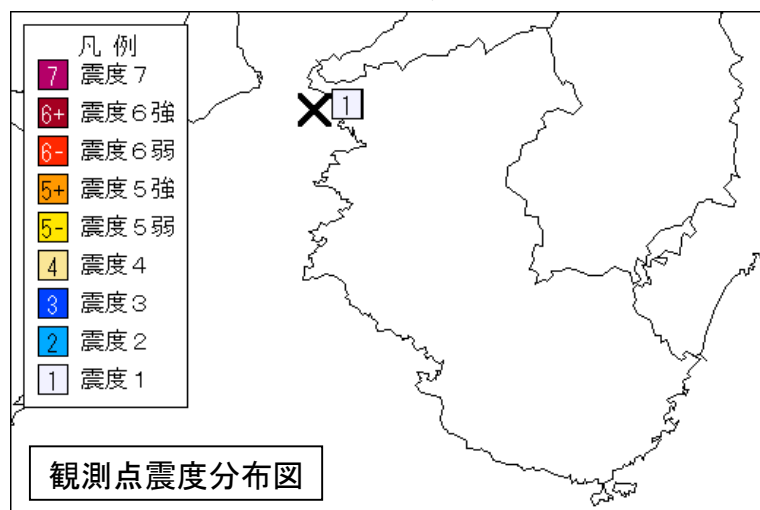 凡 例
7 震度７
6+ 震度６強
6- 震度６弱
5+ 震度５強
5- 震度５弱
4 震度４
3 震度３
2 震度２
1 震度１
1
観測点震度分布図